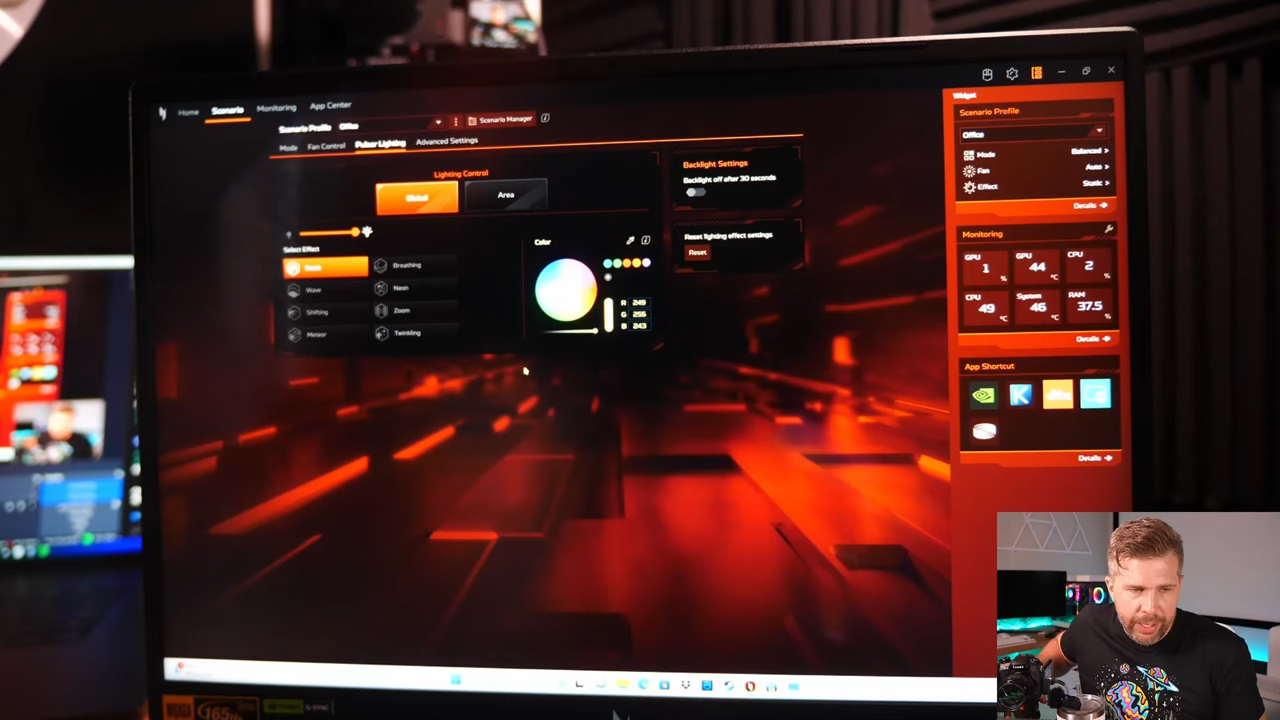 Home Scenario Monitoring App Center
Scenario Profile Office
Scenario Manager
Mode Fan Control Pulsar Lighting Advanced Settings
Lighting Control
Global Area
Select Effect
Breathing
Wave Neon
Shifting Zoom
Meteor Twinkling
Color
R 249
G 255
B 243
Backlight Settings
Backlight off after 30 seconds
Reset lighting effect settings
Reset
Widget
Scenario Profile
Office
Mode Balanced >
Fan Auto >
Effect Static >
Details
Monitoring
GPU 1 %
GPU 44 °C
CPU 2 %
CPU 49 °C
System 46 °C
RAM 37.5 %
Details
App Shortcut
dts
Details
165Hz
G-SYNC